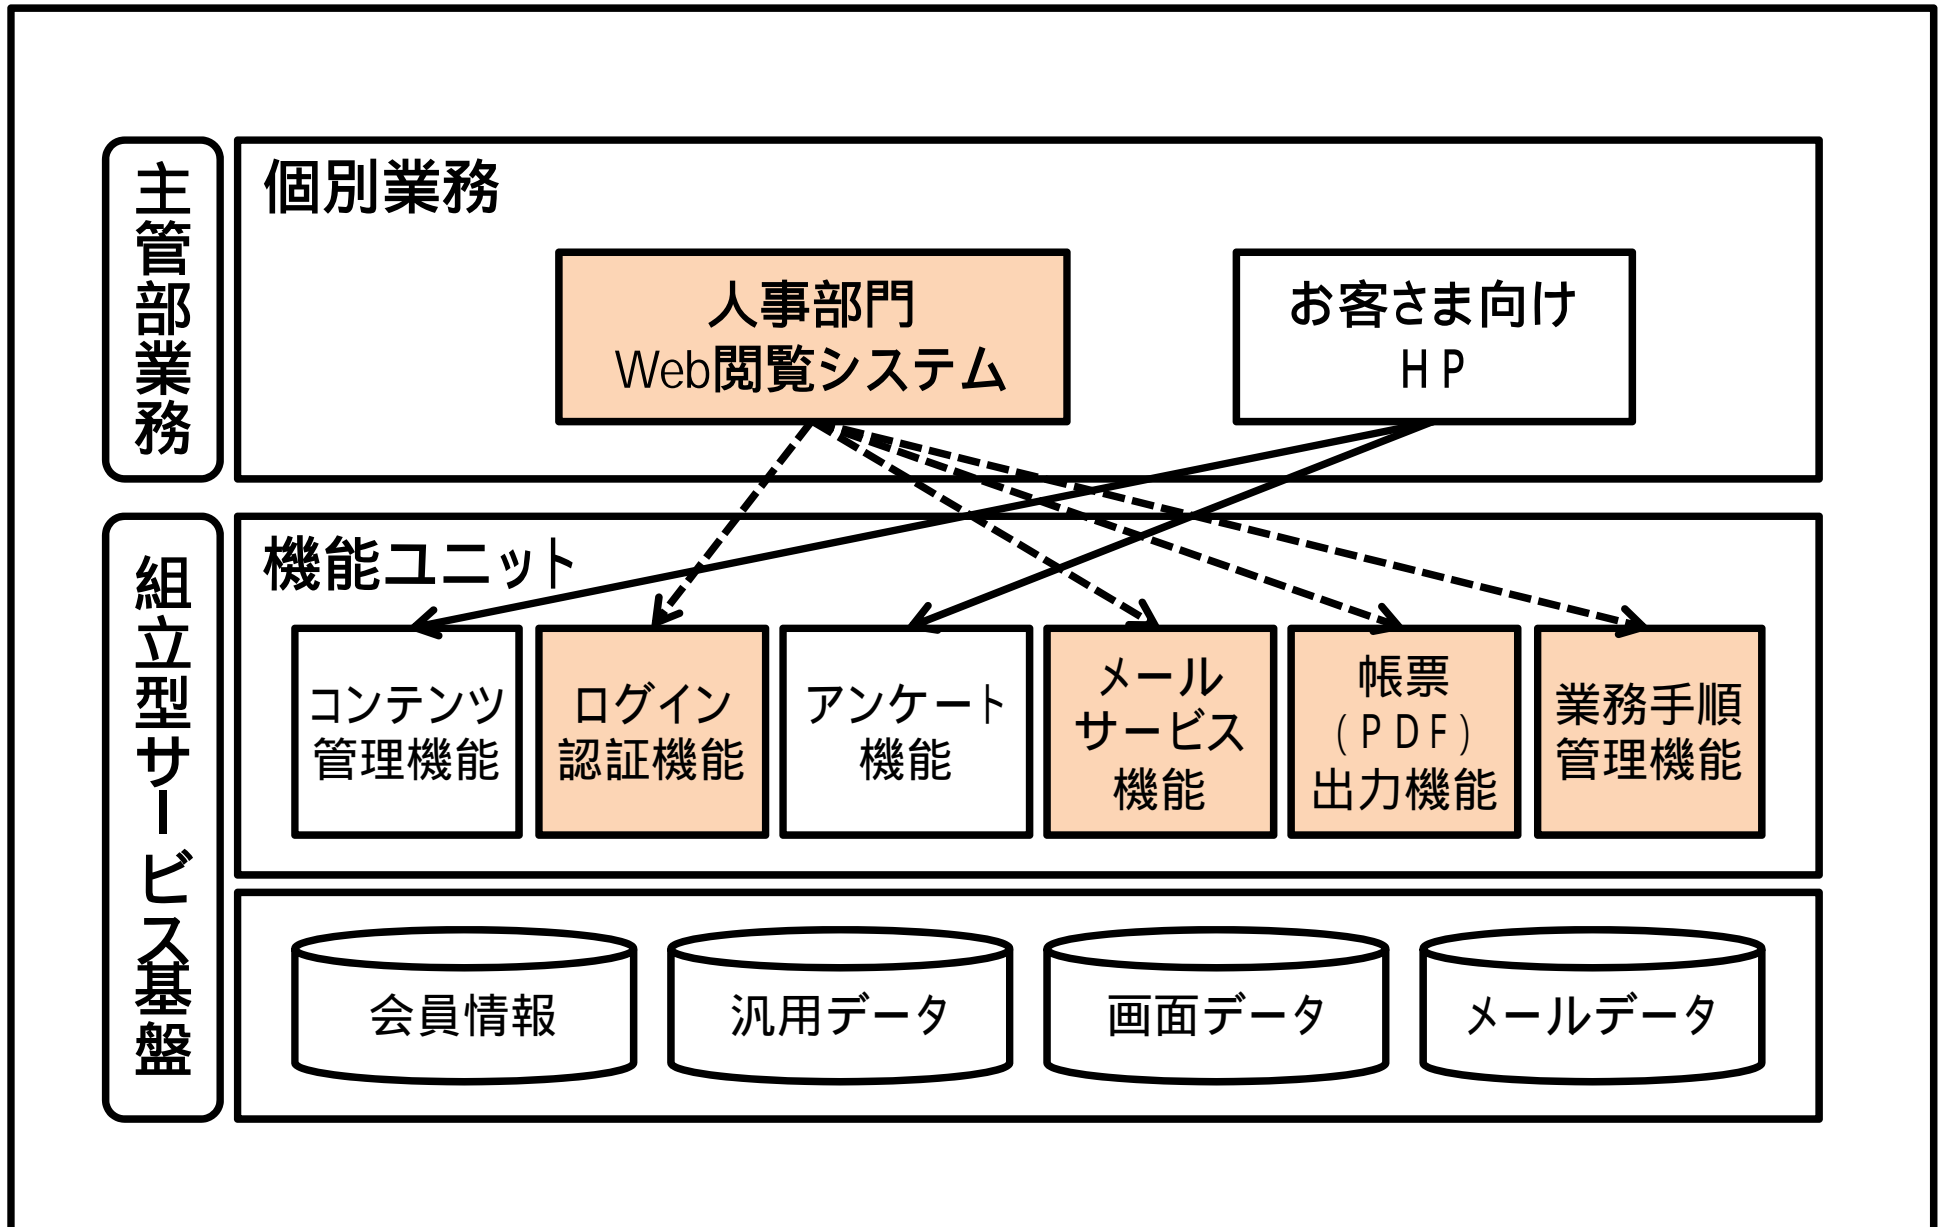 主管部業務
個別業務
人事部門
Web閲覧システム
お客さま向け
HP
組立型サービス基盤
機能ユニット
コンテンツ
管理機能
ログイン
認証機能
アンケート
機能
メール
サービス
機能
帳票
(PDF)
出力機能
業務手順
管理機能
会員情報
汎用データ
画面データ
メールデータ